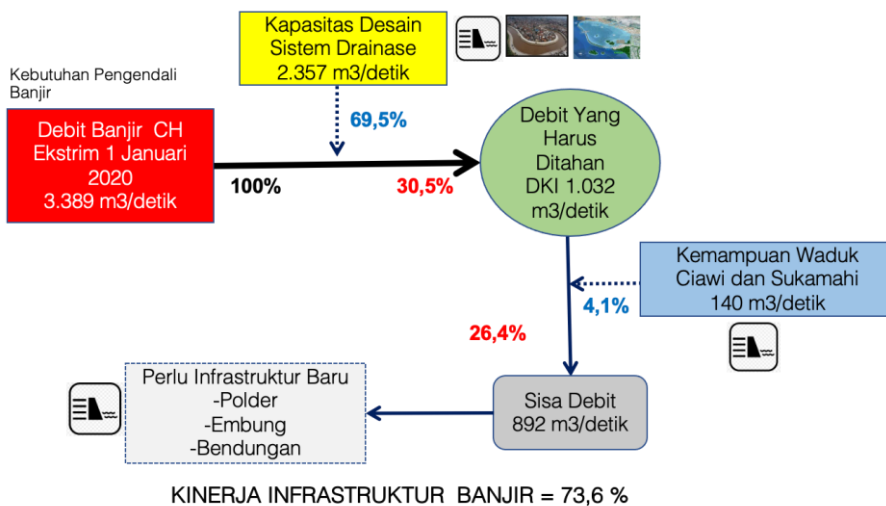 Kapasitas Desain
Sistem Drainase
2.357 m3/detik
Kebutuhan Pengendali
Banjir
69,5%
Debit Banjir CH
Ekstrim 1 Januari
2020
3.389 m3/detik
100%
30,5%
Debit Yang
Harus
Ditahan
DKI 1.032
m3/detik
Kemampuan Waduk
Ciawi dan Sukamahi
140 m3/detik
4,1%
26,4%
Perlu Infrastruktur Baru
-Polder
-Embung
-Bendungan
Sisa Debit
892 m3/detik
KINERJA INFRASTRUKTUR BANJIR = 73,6 %